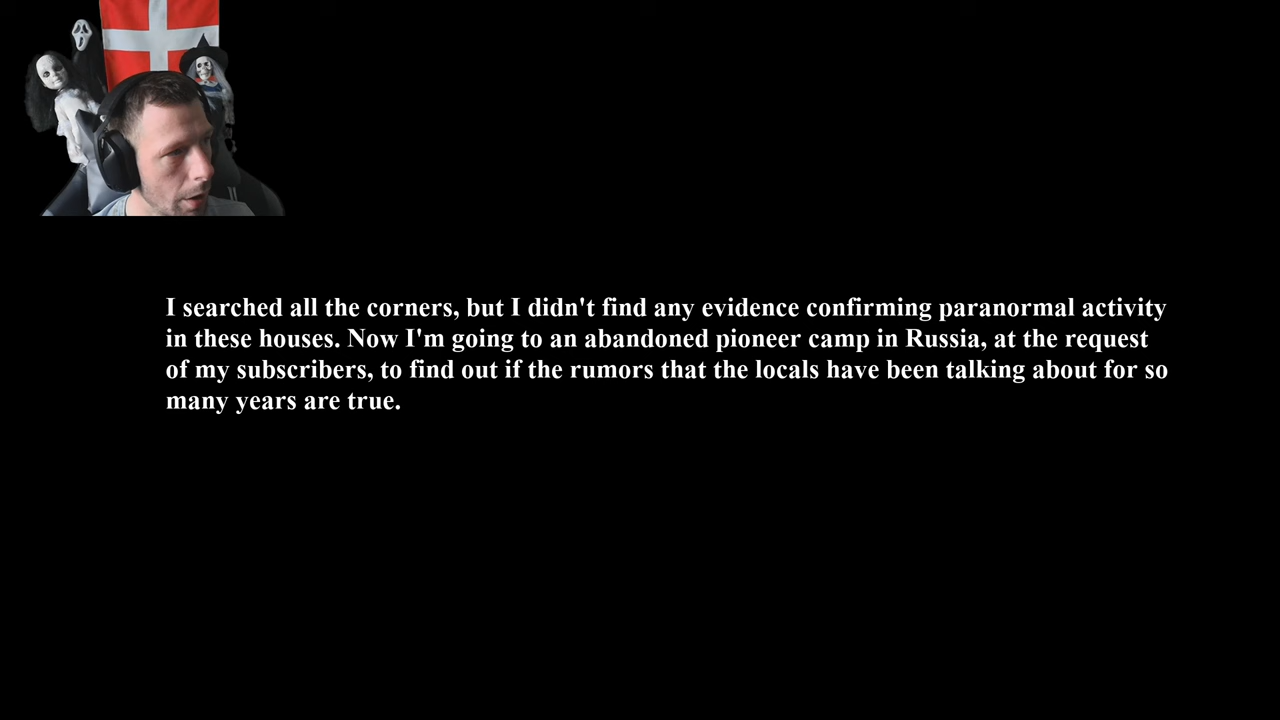 I searched all the corners, but I didn't find any evidence confirming paranormal activity
in these houses. Now I'm going to an abandoned pioneer camp in Russia, at the request
of my subscribers, to find out if the rumors that the locals have been talking about for so
many years are true.